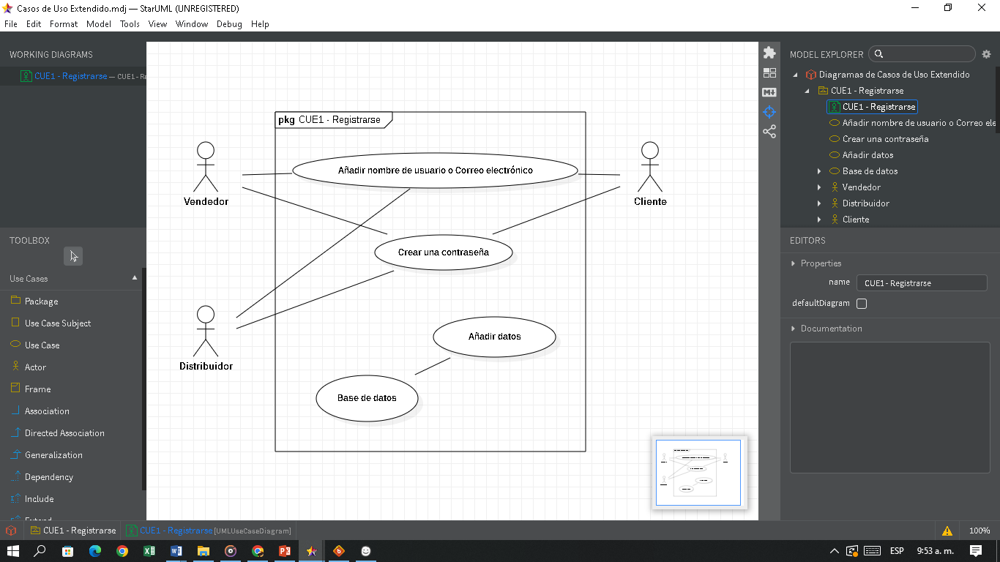 Casos de Uso Extendido.mdj — StarUML (UNREGISTERED)
File Edit Format Model Tools View Window Debug Help
WORKING DIAGRAMS
CUE1 - Registrarse — CUE1 - Re
TOOLBOX
Use Cases
Package
Use Case Subject
Use Case
Actor
Frame
Association
Directed Association
Generalization
Dependency
Include
Extend
pkg CUE1 - Registrarse
Añadir nombre de usuario o Correo electrónico
Vendedor
Cliente
Crear una contraseña
Distribuidor
Añadir datos
Base de datos
MODEL EXPLORER
Diagramas de Casos de Uso Extendido
CUE1 - Registrarse
CUE1 - Registrarse
Añadir nombre de usuario o Correo ele
Crear una contraseña
Añadir datos
Base de datos
Vendedor
Distribuidor
Cliente
EDITORS
Properties
name CUE1 - Registrarse
defaultDiagram
Documentation
CUE1 - Registrarse CUE1 - Registrarse [UMLUseCaseDiagram] 100%
ESP 9:53 a. m.